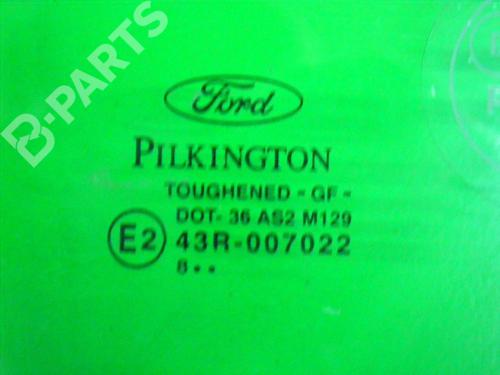 B-PARTS
Ford
PILKINGTON
TOUGHENED - GF -
DOT- 36 AS2 M129
E2 43R-007022
8 • •